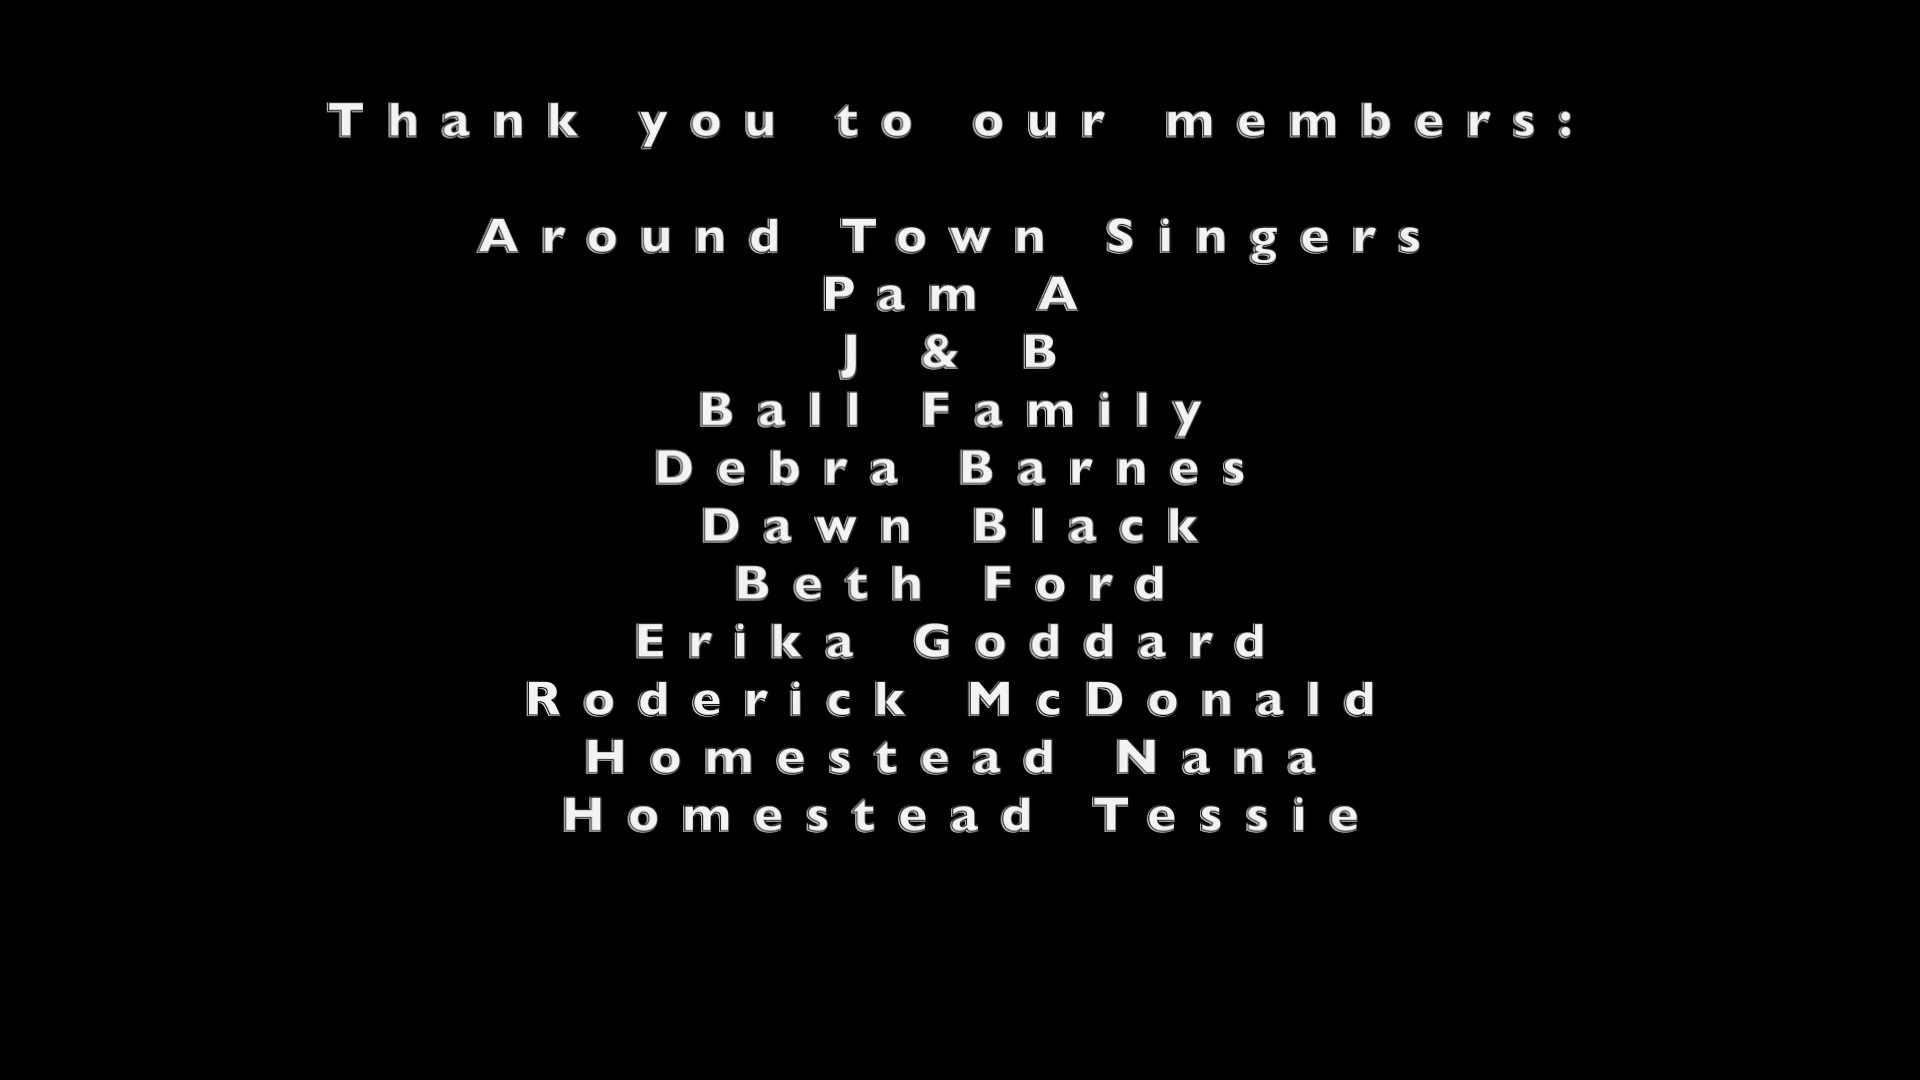 Thank you to our members:
Around Town Singers
Pam A
J & B
Ball Family
Debra Barnes
Dawn Black
Beth Ford
Erika Goddard
Roderick McDonald
Homestead Nana
Homestead Tessie